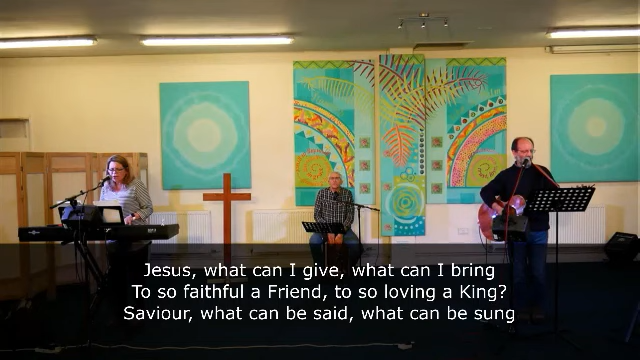 Jesus, what can I give, what can I bring
To so faithful a Friend, to so loving a King?
Saviour, what can be said, what can be sung